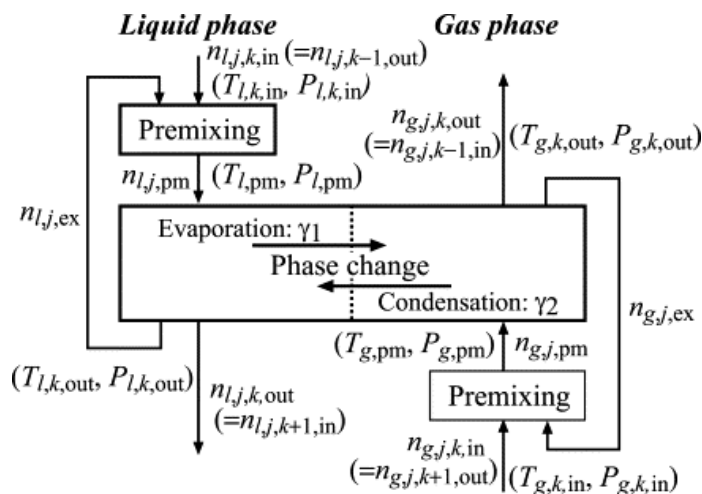 Liquid phase
Gas phase
n_{l,j,k,in} (=n_{l,j,k-1,out})
(T_{l,k,in}, P_{l,k,in})
Premixing
n_{g,j,k,out}
(=n_{g,j,k-1,in})
(T_{g,k,out}, P_{g,k,out})
n_{l,j,pm}
(T_{l,pm}, P_{l,pm})
n_{l,j,ex}
Evaporation: γ1
Phase change
Condensation: γ2
n_{g,j,ex}
(T_{g,pm}, P_{g,pm})
n_{g,j,pm}
(T_{l,k,out}, P_{l,k,out})
n_{l,j,k,out}
(=n_{l,j,k+1,in})
Premixing
n_{g,j,k,in}
(=n_{g,j,k+1,out})
(T_{g,k,in}, P_{g,k,in})